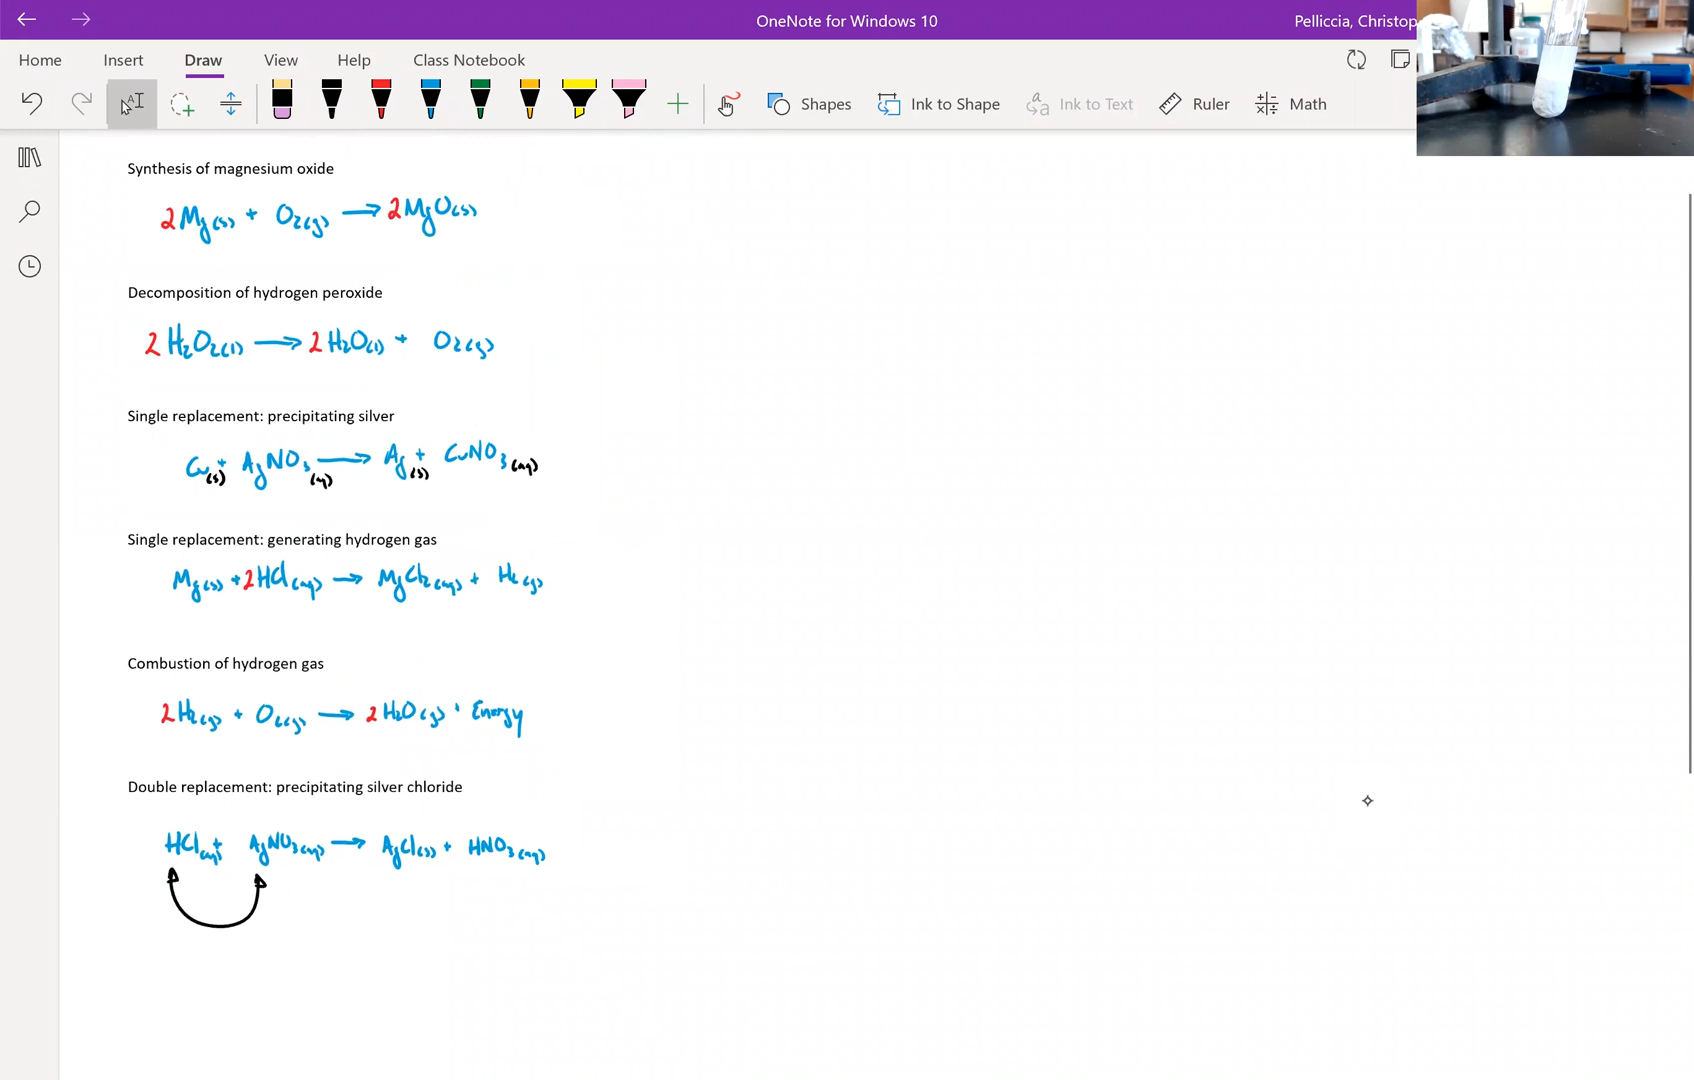 OneNote for Windows 10
Pelliccia, Christop
Home Insert Draw View Help Class Notebook
Shapes Ink to Shape Ink to Text Ruler Math
Synthesis of magnesium oxide
2Mg(s) + O2(g) → 2MgO(s)
Decomposition of hydrogen peroxide
2H2O2(l) → 2H2O(l) + O2(g)
Single replacement: precipitating silver
Cu(s) + AgNO3(aq) → Ag(s) + CuNO3(aq)
Single replacement: generating hydrogen gas
Mg(s) + 2HCl(aq) → MgCl2(aq) + H2(g)
Combustion of hydrogen gas
2H2(g) + O2(g) → 2H2O(g) + Energy
Double replacement: precipitating silver chloride
HCl(aq) + AgNO3(aq) → AgCl(s) + HNO3(aq)